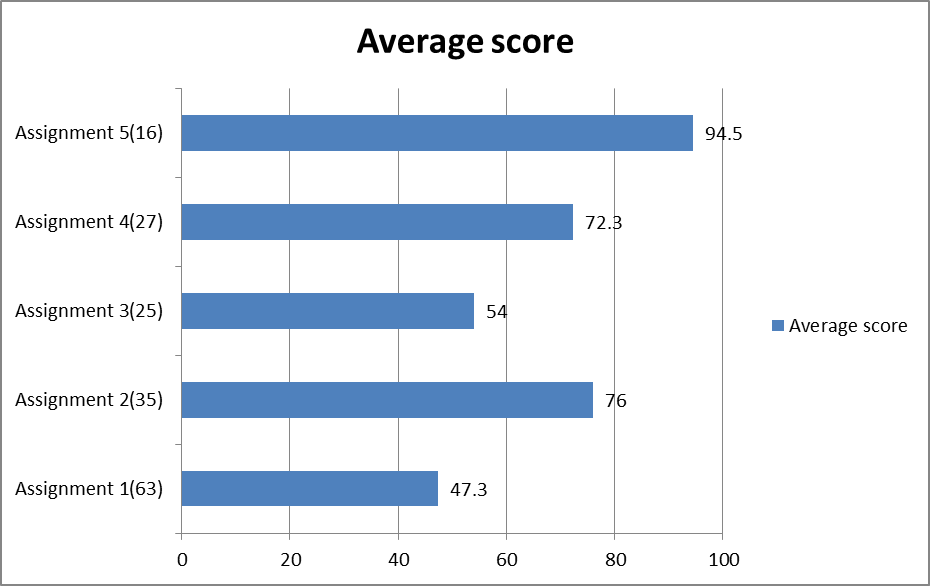 Average score
Assignment 5(16)
94.5
Assignment 4(27)
72.3
Assignment 3(25)
54
Average score
Assignment 2(35)
76
Assignment 1(63)
47.3
0 20 40 60 80 100